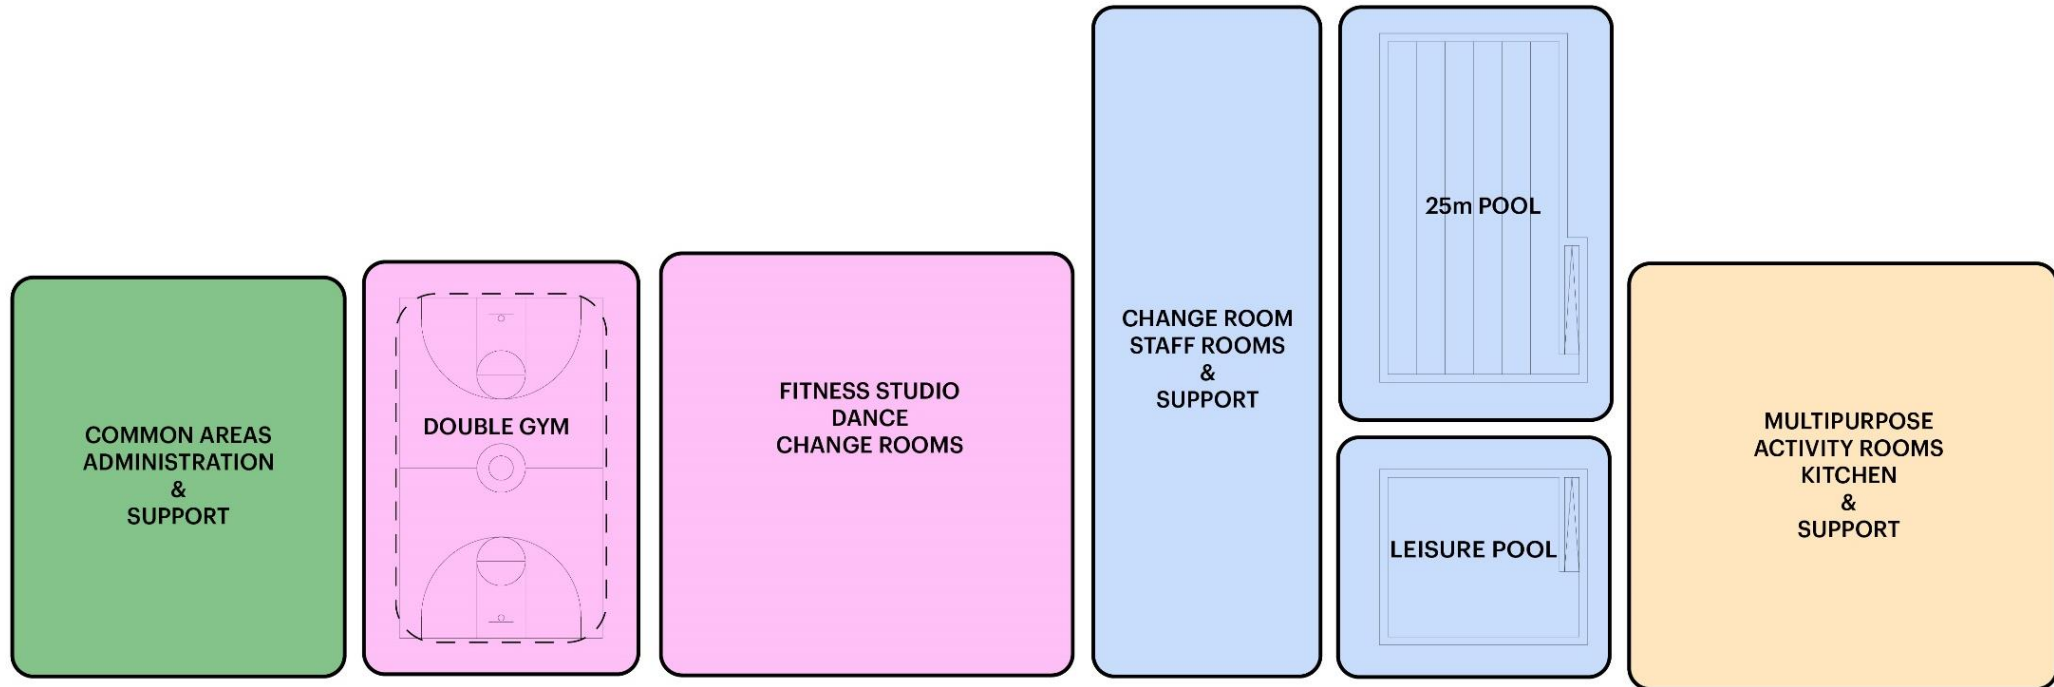 COMMON AREAS
ADMINISTRATION
&
SUPPORT
DOUBLE GYM
FITNESS STUDIO
DANCE
CHANGE ROOMS
CHANGE ROOM
STAFF ROOMS
&
SUPPORT
25m POOL
LEISURE POOL
MULTIPURPOSE
ACTIVITY ROOMS
KITCHEN
&
SUPPORT